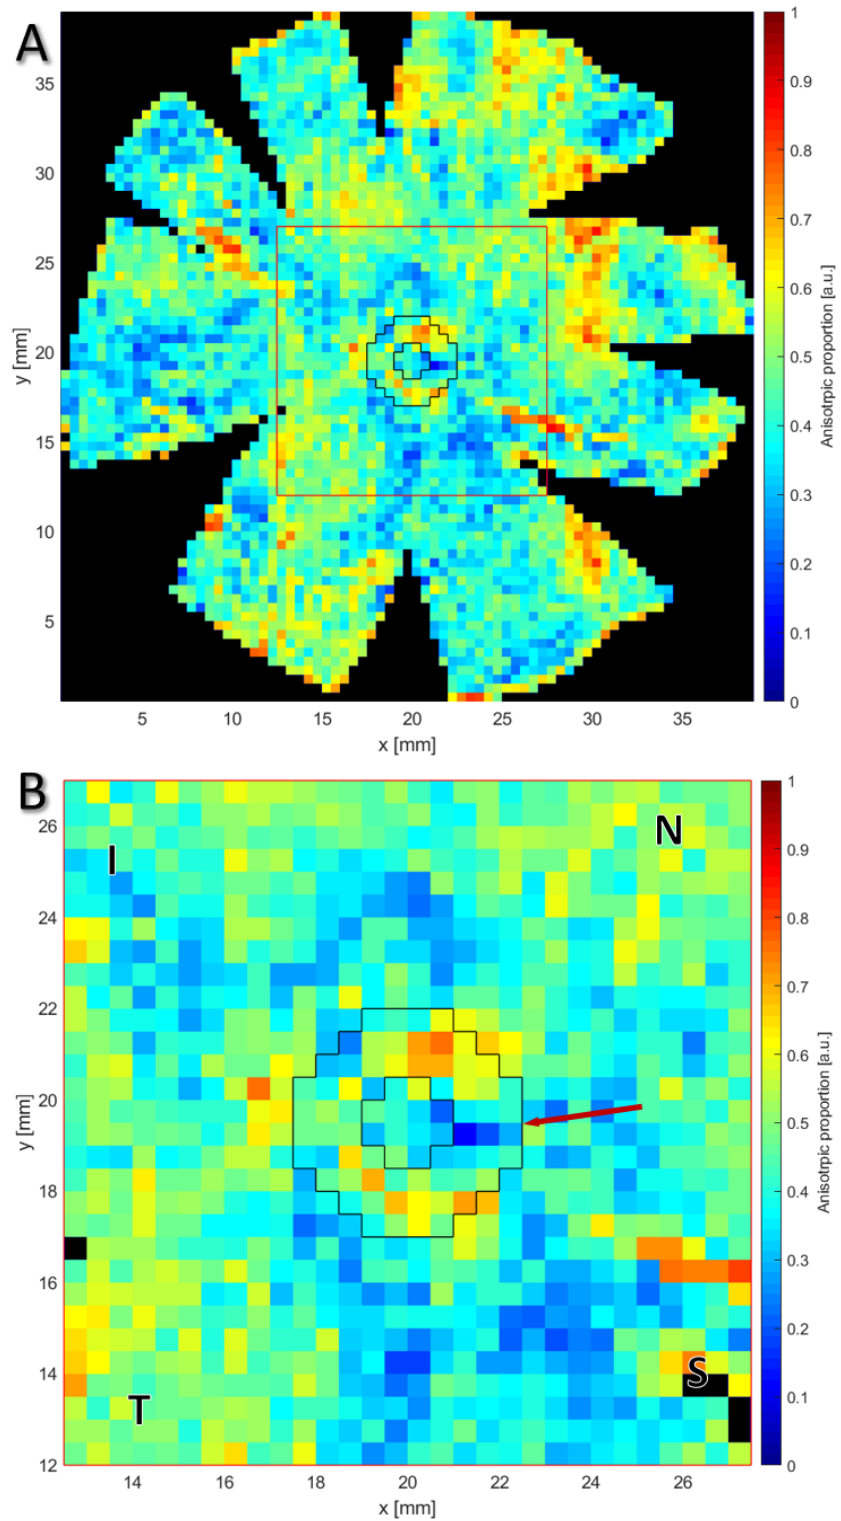 A
35
30
25
20
15
10
5
y [mm]
5 10 15 20 25 30 35
x [mm]
1
0.9
0.8
0.7
0.6
0.5
0.4
0.3
0.2
0.1
0
Anisotrpic proportion [a.u.]
B
26
24
22
20
18
16
14
12
y [mm]
I
N
T
S
14 16 18 20 22 24 26
x [mm]
1
0.9
0.8
0.7
0.6
0.5
0.4
0.3
0.2
0.1
0
Anisotrpic proportion [a.u.]